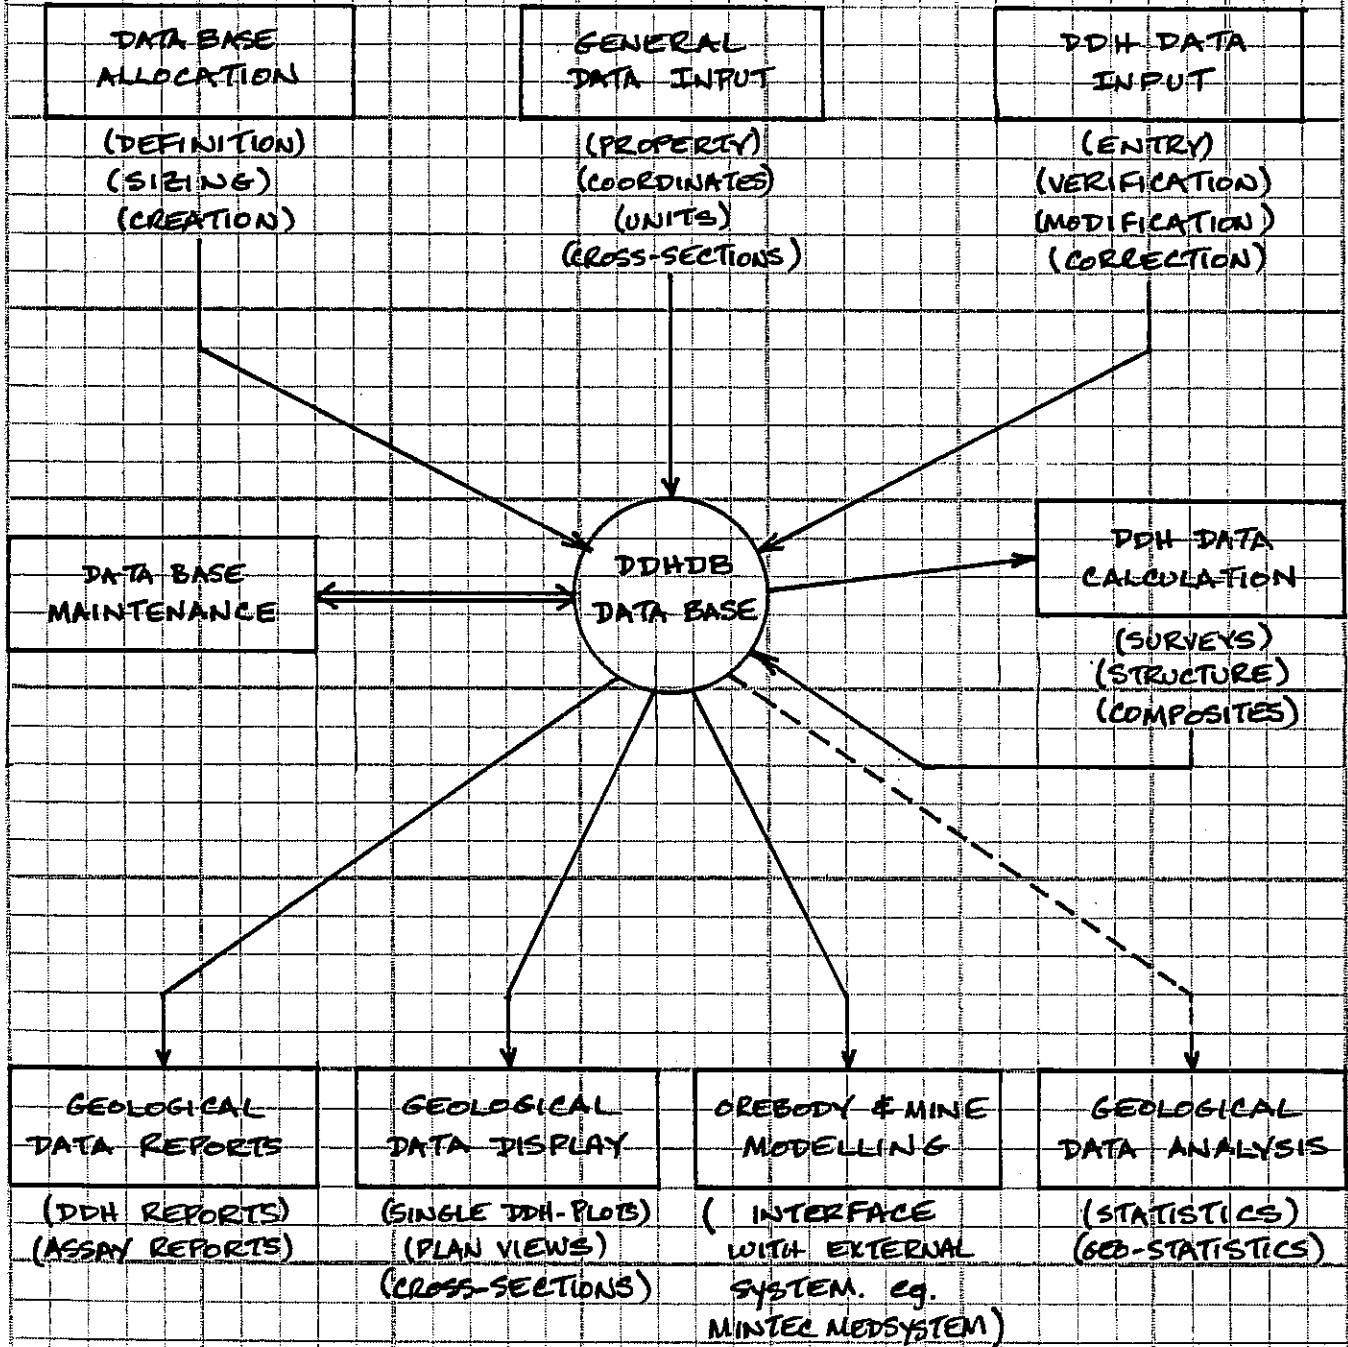 DATA BASE
ALLOCATION
(DEFINITION)
(SIZING)
(CREATION)
GENERAL
DATA INPUT
(PROPERTY)
(COORDINATES)
(UNITS)
(CROSS-SECTIONS)
DDH DATA
INPUT
(ENTRY)
(VERIFICATION)
(MODIFICATION)
(CORRECTION)
DATA BASE
MAINTENANCE
DDHDB
DATA BASE
DDH DATA
CALCULATION
(SURVEYS)
(STRUCTURE)
(COMPOSITES)
GEOLOGICAL
DATA REPORTS
(DDH REPORTS)
(ASSAY REPORTS)
GEOLOGICAL
DATA DISPLAY
(SINGLE DDH-PLOTS)
(PLAN VIEWS)
(CROSS-SECTIONS)
OREBODY & MINE
MODELLING
( INTERFACE
WITH EXTERNAL
SYSTEM. eg.
MINTEC MEDSYSTEM)
GEOLOGICAL
DATA ANALYSIS
(STATISTICS)
(GEO-STATISTICS)